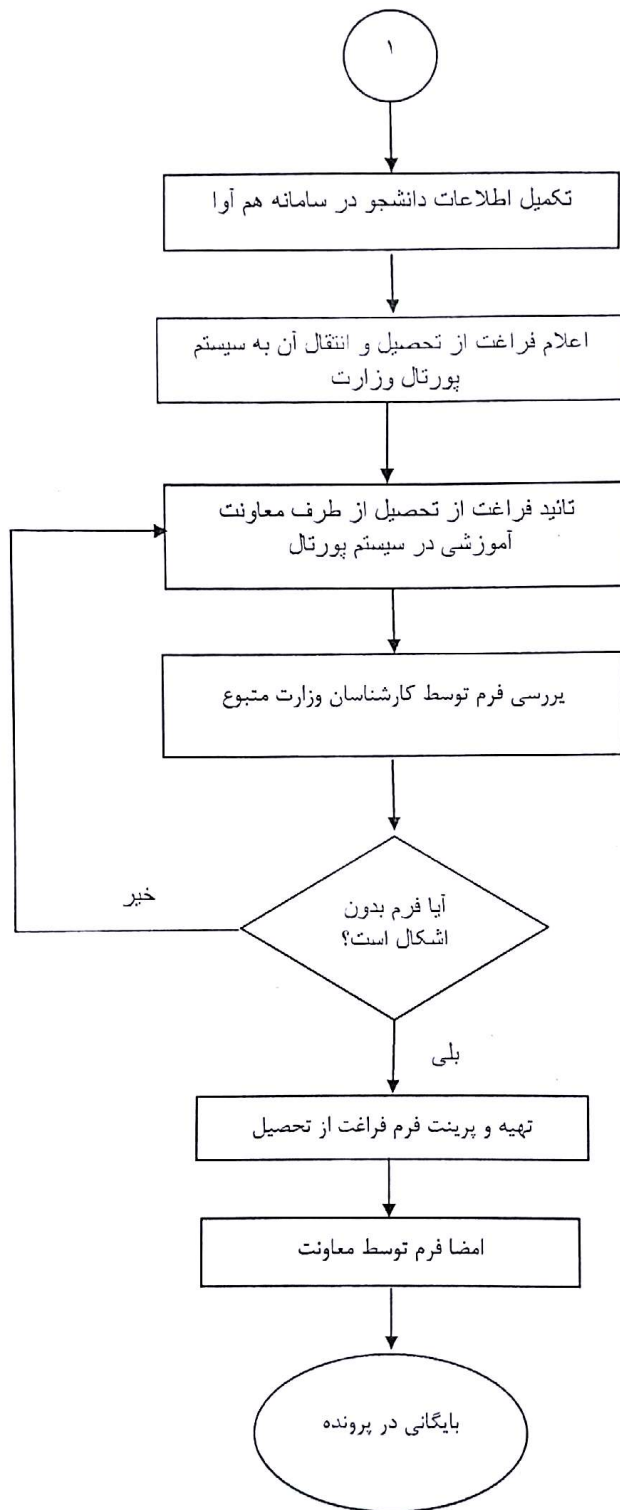 ۱
تکمیل اطلاعات دانشجو در سامانه هم آوا
اعلام فراغت از تحصیل و انتقال آن به سیستم
پورتال وزارت
تائید فراغت از تحصیل از طرف معاونت
آموزشی در سیستم پورتال
بررسی فرم توسط کارشناسان وزارت متبوع
آیا فرم بدون
اشکال است؟
خیر
بلی
تهیه و پرینت فرم فراغت از تحصیل
امضا فرم توسط معاونت
بایگانی در پرونده